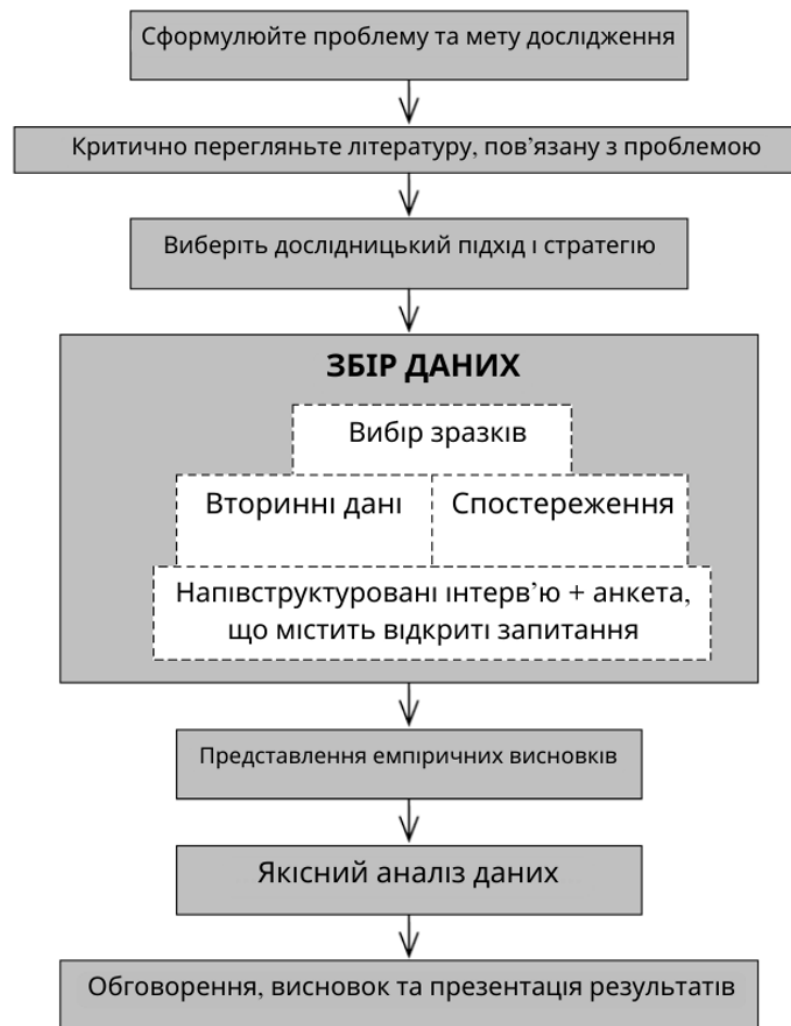 Сформулюйте проблему та мету дослідження
Критично перегляньте літературу, пов’язану з проблемою
Виберіть дослідницький підхід і стратегію
ЗБІР ДАНИХ
Вибір зразків
Вторинні дані
Спостереження
Напівструктуровані інтерв’ю + анкета,
що містить відкриті запитання
Представлення емпіричних висновків
Якісний аналіз даних
Обговорення, висновок та презентація результатів